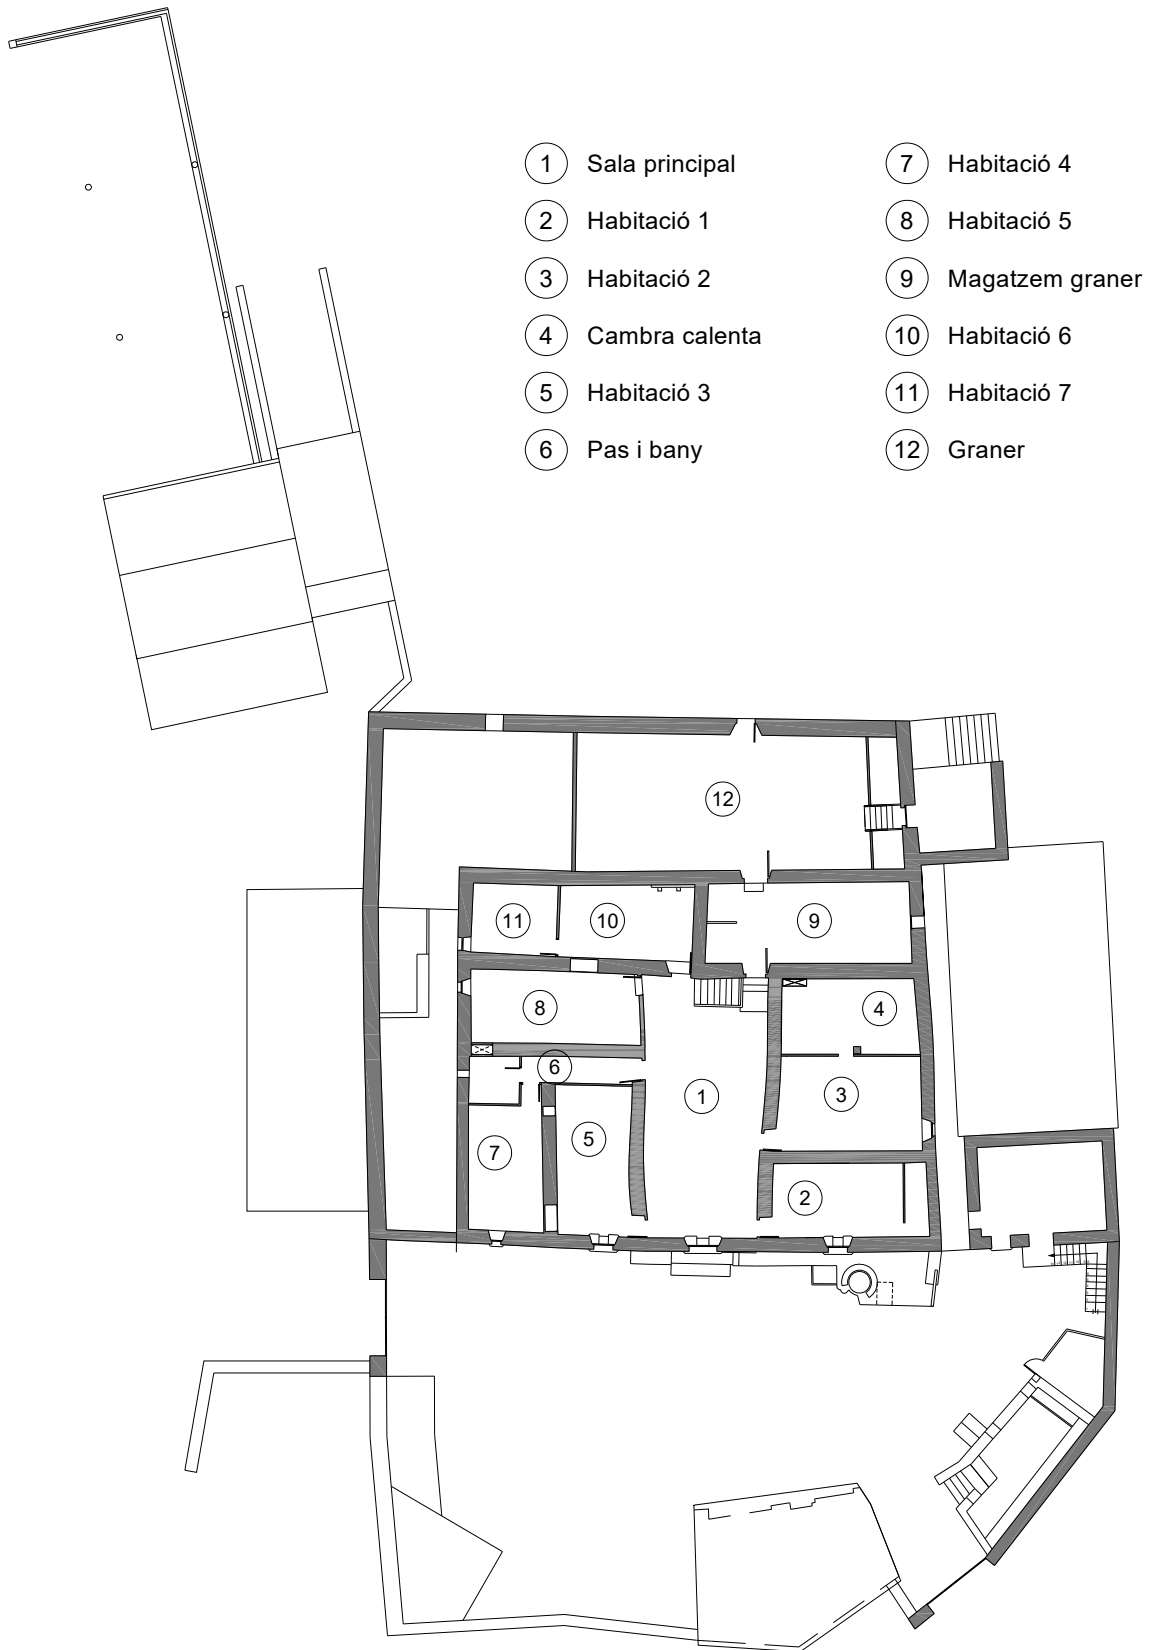 1 Sala principal
2 Habitació 1
3 Habitació 2
4 Cambra calenta
5 Habitació 3
6 Pas i bany
7 Habitació 4
8 Habitació 5
9 Magatzem graner
10 Habitació 6
11 Habitació 7
12 Graner
12
11
10
9
8
4
6
1
3
5
7
2